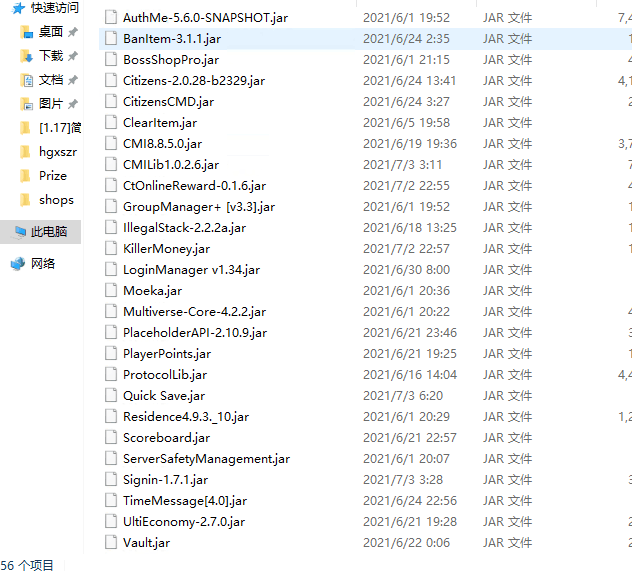 快速访问
桌面
下载
文档
图片
[1.17]简
hgxszr
Prize
shops
此电脑
网络
AuthMe-5.6.0-SNAPSHOT.jar 2021/6/1 19:52 JAR 文件 7,4
BanItem-3.1.1.jar 2021/6/24 2:35 JAR 文件 1
BossShopPro.jar 2021/6/1 21:15 JAR 文件 4
Citizens-2.0.28-b2329.jar 2021/6/24 13:41 JAR 文件 4,1
CitizensCMD.jar 2021/6/24 3:27 JAR 文件 2
ClearItem.jar 2021/6/5 19:58 JAR 文件
CMI8.8.5.0.jar 2021/6/19 19:36 JAR 文件 3,7
CMILib1.0.2.6.jar 2021/7/3 3:11 JAR 文件 7
CtOnlineReward-0.1.6.jar 2021/7/2 22:55 JAR 文件 4
GroupManager+ [v3.3].jar 2021/6/1 19:52 JAR 文件 1
IllegalStack-2.2.2a.jar 2021/6/18 13:25 JAR 文件 1
KillerMoney.jar 2021/7/2 22:57 JAR 文件 1
LoginManager v1.34.jar 2021/6/30 8:00 JAR 文件
Moeka.jar 2021/6/1 20:36 JAR 文件
Multiverse-Core-4.2.2.jar 2021/6/1 20:22 JAR 文件 4
PlaceholderAPI-2.10.9.jar 2021/6/21 23:46 JAR 文件 3
PlayerPoints.jar 2021/6/21 19:25 JAR 文件 1
ProtocolLib.jar 2021/6/16 14:04 JAR 文件 4,4
Quick Save.jar 2021/7/3 6:20 JAR 文件
Residence4.9.3._10.jar 2021/6/1 20:29 JAR 文件 1,2
Scoreboard.jar 2021/6/21 22:57 JAR 文件
ServerSafetyManagement.jar 2021/6/1 20:07 JAR 文件
Signin-1.7.1.jar 2021/7/3 3:28 JAR 文件 3
TimeMessage[4.0].jar 2021/6/24 22:56 JAR 文件
UltiEconomy-2.7.0.jar 2021/6/21 19:28 JAR 文件 2
Vault.jar 2021/6/22 0:06 JAR 文件 2
56 个项目